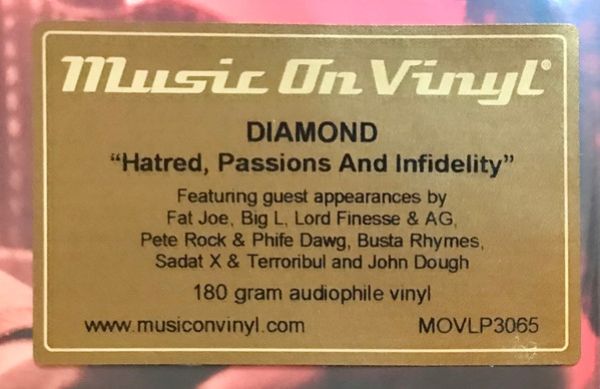 Music On Vinyl®
DIAMOND
“Hatred, Passions And Infidelity”
Featuring guest appearances by
Fat Joe, Big L, Lord Finesse & AG,
Pete Rock & Phife Dawg, Busta Rhymes,
Sadat X & Terroribul and John Dough
180 gram audiophile vinyl
www.musiconvinyl.com MOVLP3065